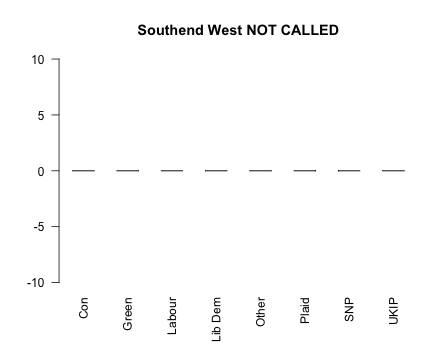 Southend West NOT CALLED
10
5
0
-5
-10
Con
Green
Labour
Lib Dem
Other
Plaid
SNP
UKIP